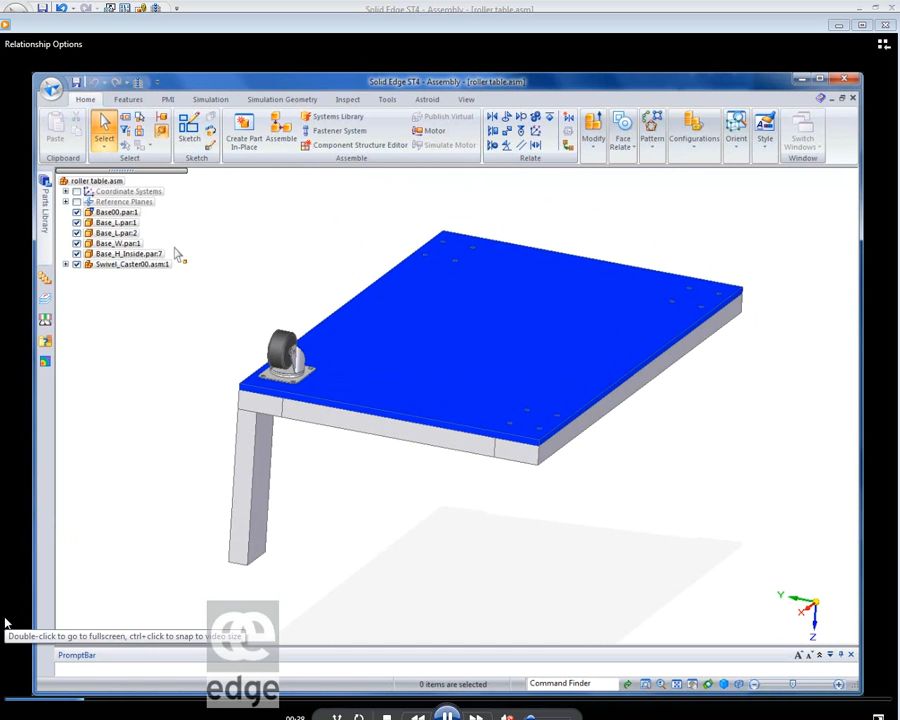 Solid Edge ST4 - Assembly - [roller table.asm]
Relationship Options
Solid Edge ST4 - Assembly - [roller table.asm]
Home Features PMI Simulation Simulation Geometry Inspect Tools Astroid View
Paste
Select
Sketch
Create Part In-Place
Assemble
Systems Library
Fastener System
Component Structure Editor
Publish Virtual
Motor
Simulate Motor
Modify
Face Relate
Pattern
Configurations
Orient
Style
Switch Windows
Clipboard Select Sketch Assemble Relate Window
Parts Library
roller table.asm
Coordinate Systems
Reference Planes
Base00.par:1
Base_L.par:1
Base_L.par:2
Base_W.par:1
Base_H_Inside.par:7
Swivel_Caster00.asm:1
Y
X
Z
Double-click to go to fullscreen, ctrl+click to snap to video size
PromptBar
edge
0 items are selected
Command Finder
00:28